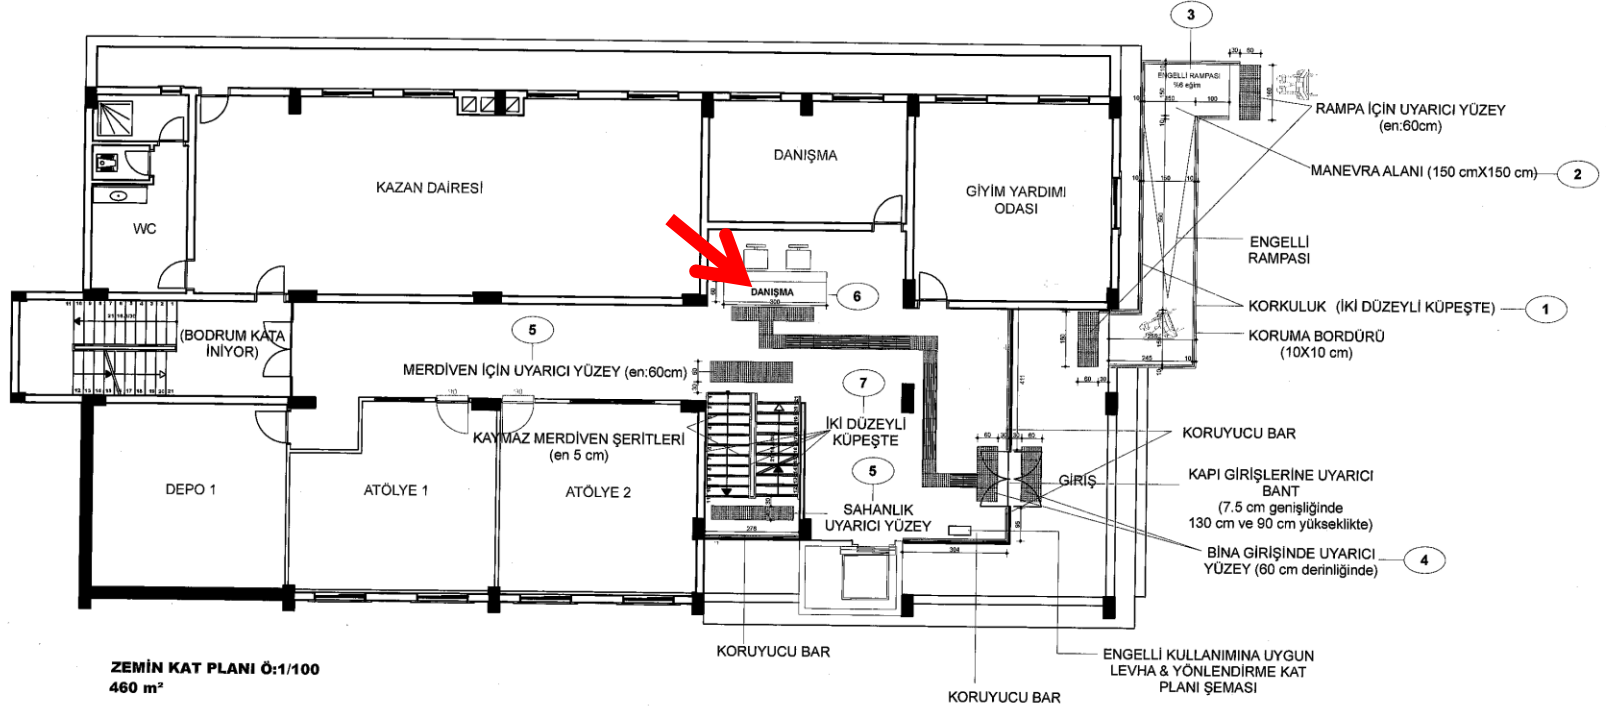 3
ENGELLİ RAMPASI
%6 eğim
RAMPA İÇİN UYARICI YÜZEY
(en:60cm)
MANEVRA ALANI (150 cmX150 cm)
2
DANIŞMA
KAZAN DAİRESİ
GİYİM YARDIMI
ODASI
WC
ENGELLİ
RAMPASI
DANIŞMA
300
6
KORKULUK (İKİ DÜZEYLİ KÜPEŞTE)
1
KORUMA BORDÜRÜ
(10X10 cm)
(BODRUM KATA
İNİYOR)
5
MERDİVEN İÇİN UYARICI YÜZEY (en:60cm)
7
İKİ DÜZEYLİ
KÜPEŞTE
KAYMAZ MERDİVEN ŞERİTLERİ
(en 5 cm)
KORUYUCU BAR
DEPO 1
ATÖLYE 1
ATÖLYE 2
5
GİRİŞ
KAPI GİRİŞLERİNE UYARICI
BANT
(7.5 cm genişliğinde
130 cm ve 90 cm yükseklikte)
SAHANLIK
UYARICI YÜZEY
BİNA GİRİŞİNDE UYARICI
YÜZEY (60 cm derinliğinde)
4
KORUYUCU BAR
ENGELLİ KULLANIMINA UYGUN
LEVHA & YÖNLENDİRME KAT
PLANI ŞEMASI
KORUYUCU BAR
ZEMİN KAT PLANI Ö:1/100
460 m²